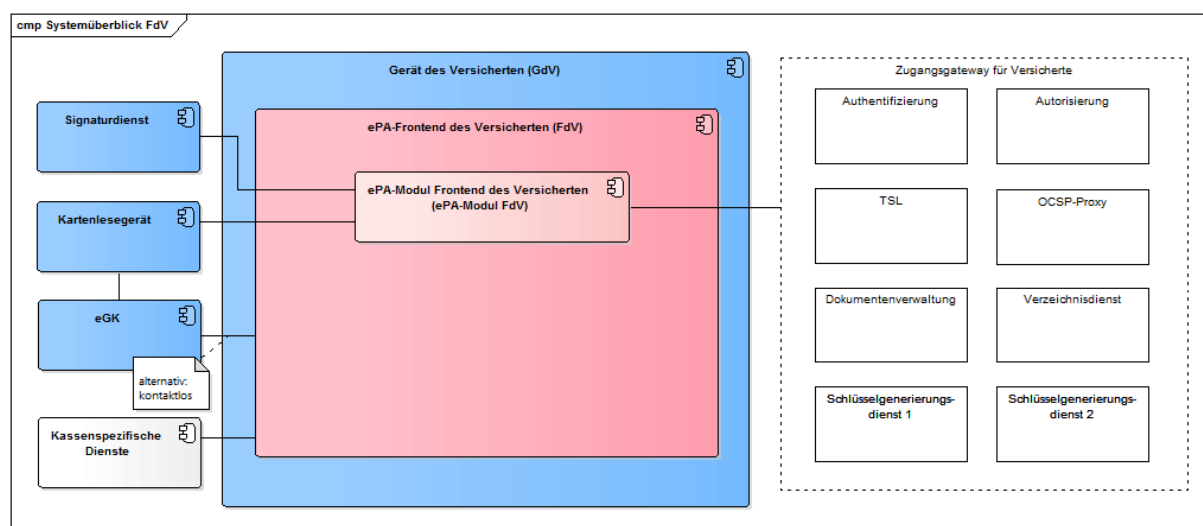 cmp Systemüberblick FdV
Gerät des Versicherten (GdV)
Zugangsgateway für Versicherte
Signaturdienst
ePA-Frontend des Versicherten (FdV)
Authentifizierung
Autorisierung
ePA-Modul Frontend des Versicherten
(ePA-Modul FdV)
Kartenlesegerät
TSL
OCSP-Proxy
eGK
alternativ:
kontaktlos
Dokumentenverwaltung
Verzeichnisdienst
Kassenspezifische
Dienste
Schlüsselgenerierungs-
dienst 1
Schlüsselgenerierungs-
dienst 2